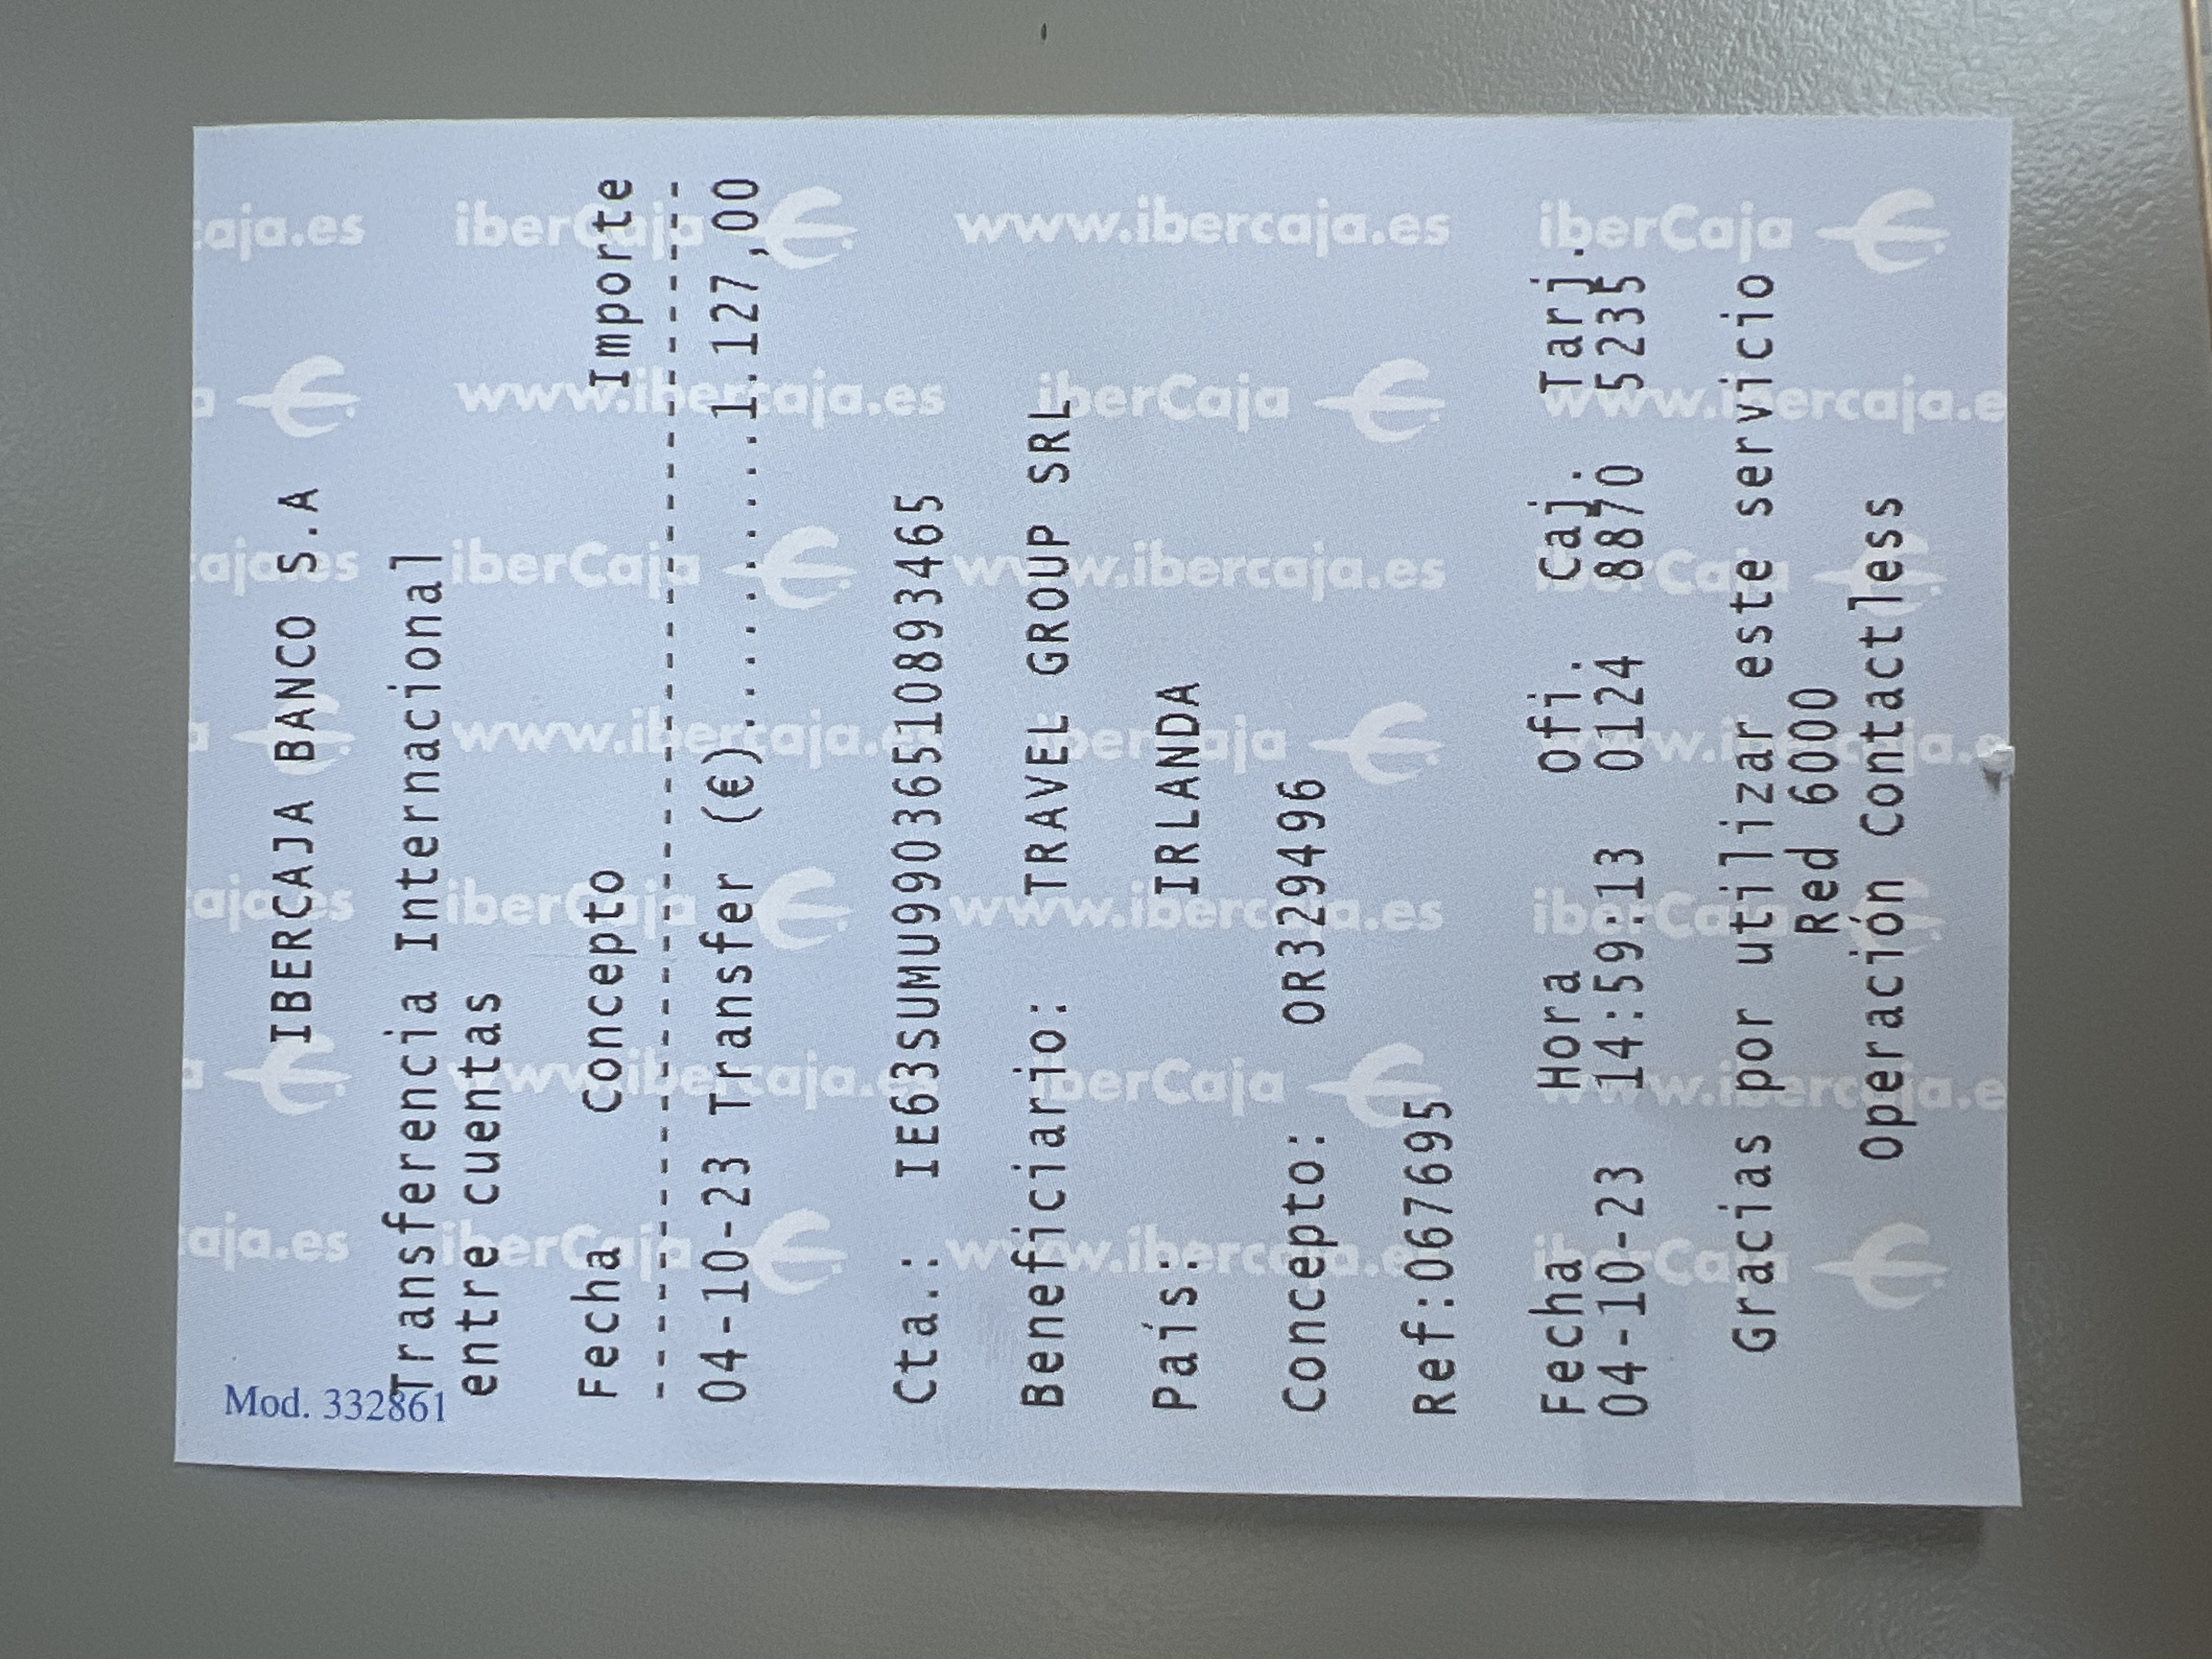 Mod. 332861
IBERCAJA BANCO S.A
Transferencia Internacional
entre cuentas
Fecha Concepto Importe
--------------------------------------
04-10-23 Transfer (€)..........1.127,00
Cta.: IE63SUMU99036510893465
Beneficiario: TRAVEL GROUP SRL
País: IRLANDA
Concepto: OR329496
Ref:067695
Fecha Hora Ofi. Caj. Tarj.
04-10-23 14:59:13 0124 8870 5235
Gracias por utilizar este servicio
Red 6000
Operación Contactless
iberCaja
www.ibercaja.es